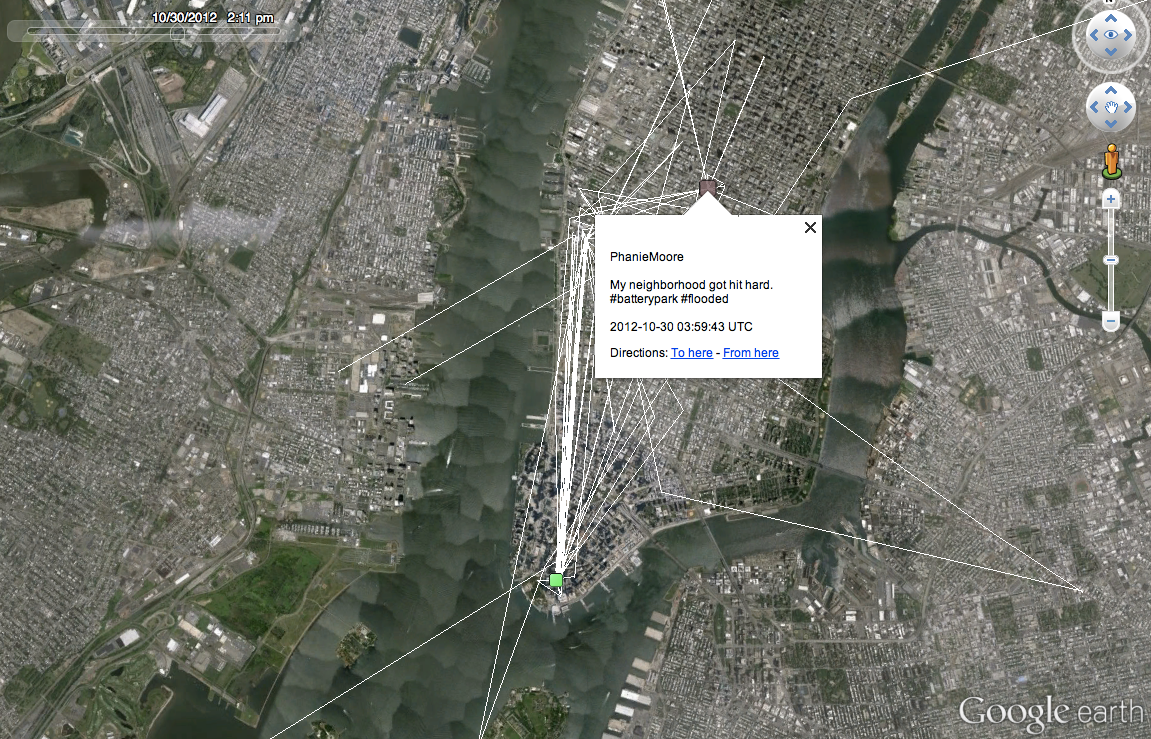 10/30/2012 2:11 pm
N
PhanieMoore
My neighborhood got hit hard.
#batterypark #flooded
2012-10-30 03:59:43 UTC
Directions: To here - From here
Google earth